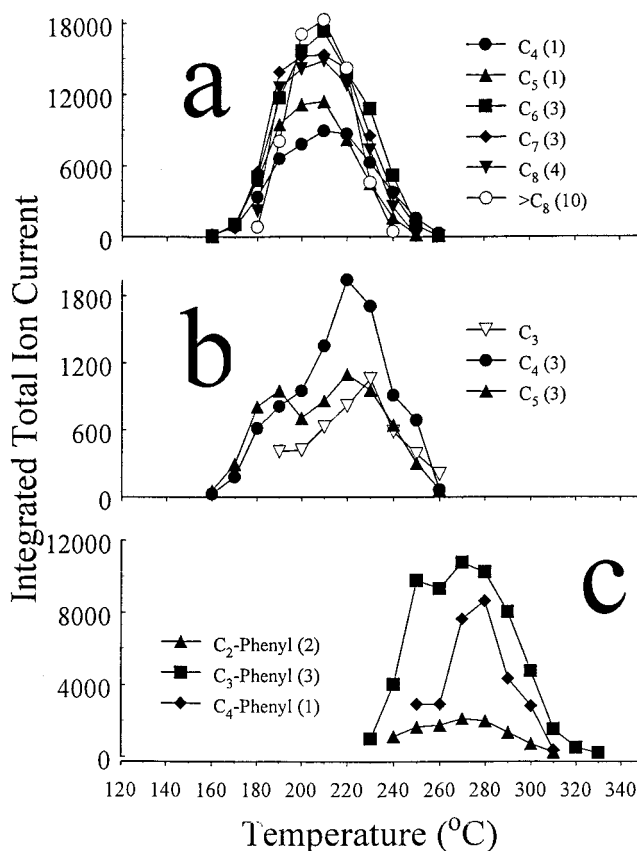 18000
12000
6000
0
a
C4 (1)
C5 (1)
C6 (3)
C7 (3)
C8 (4)
>C8 (10)
Integrated Total Ion Current
1800
1200
600
0
b
C3
C4 (3)
C5 (3)
12000
8000
4000
0
c
C2-Phenyl (2)
C3-Phenyl (3)
C4-Phenyl (1)
120 140 160 180 200 220 240 260 280 300 320 340
Temperature (°C)